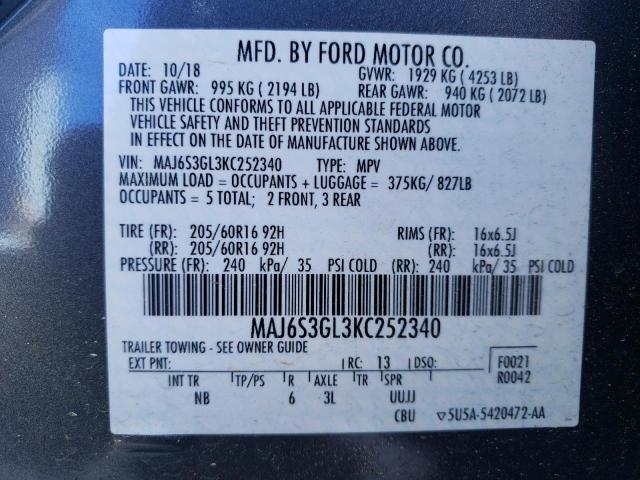 MFD. BY FORD MOTOR CO.
DATE: 10/18 GVWR: 1929 KG ( 4253 LB)
FRONT GAWR: 995 KG ( 2194 LB) REAR GAWR: 940 KG ( 2072 LB)
THIS VEHICLE CONFORMS TO ALL APPLICABLE FEDERAL MOTOR
VEHICLE SAFETY AND THEFT PREVENTION STANDARDS
IN EFFECT ON THE DATE OF MANUFACTURE SHOWN ABOVE.
VIN: MAJ6S3GL3KC252340 TYPE: MPV
MAXIMUM LOAD = OCCUPANTS + LUGGAGE = 375KG/ 827LB
OCCUPANTS = 5 TOTAL; 2 FRONT, 3 REAR
TIRE (FR): 205/60R16 92H RIMS (FR): 16x6.5J
(RR): 205/60R16 92H (RR): 16x6.5J
PRESSURE (FR): 240 kPa/ 35 PSI COLD (RR): 240 kPa/ 35 PSI COLD
MAJ6S3GL3KC252340
TRAILER TOWING - SEE OWNER GUIDE
EXT PNT: RC: 13 DSO: F0021
R0042
INT TR TP/PS R AXLE TR SPR
NB 6 3L UUJJ
CBU ▽5U5A-5420472-AA